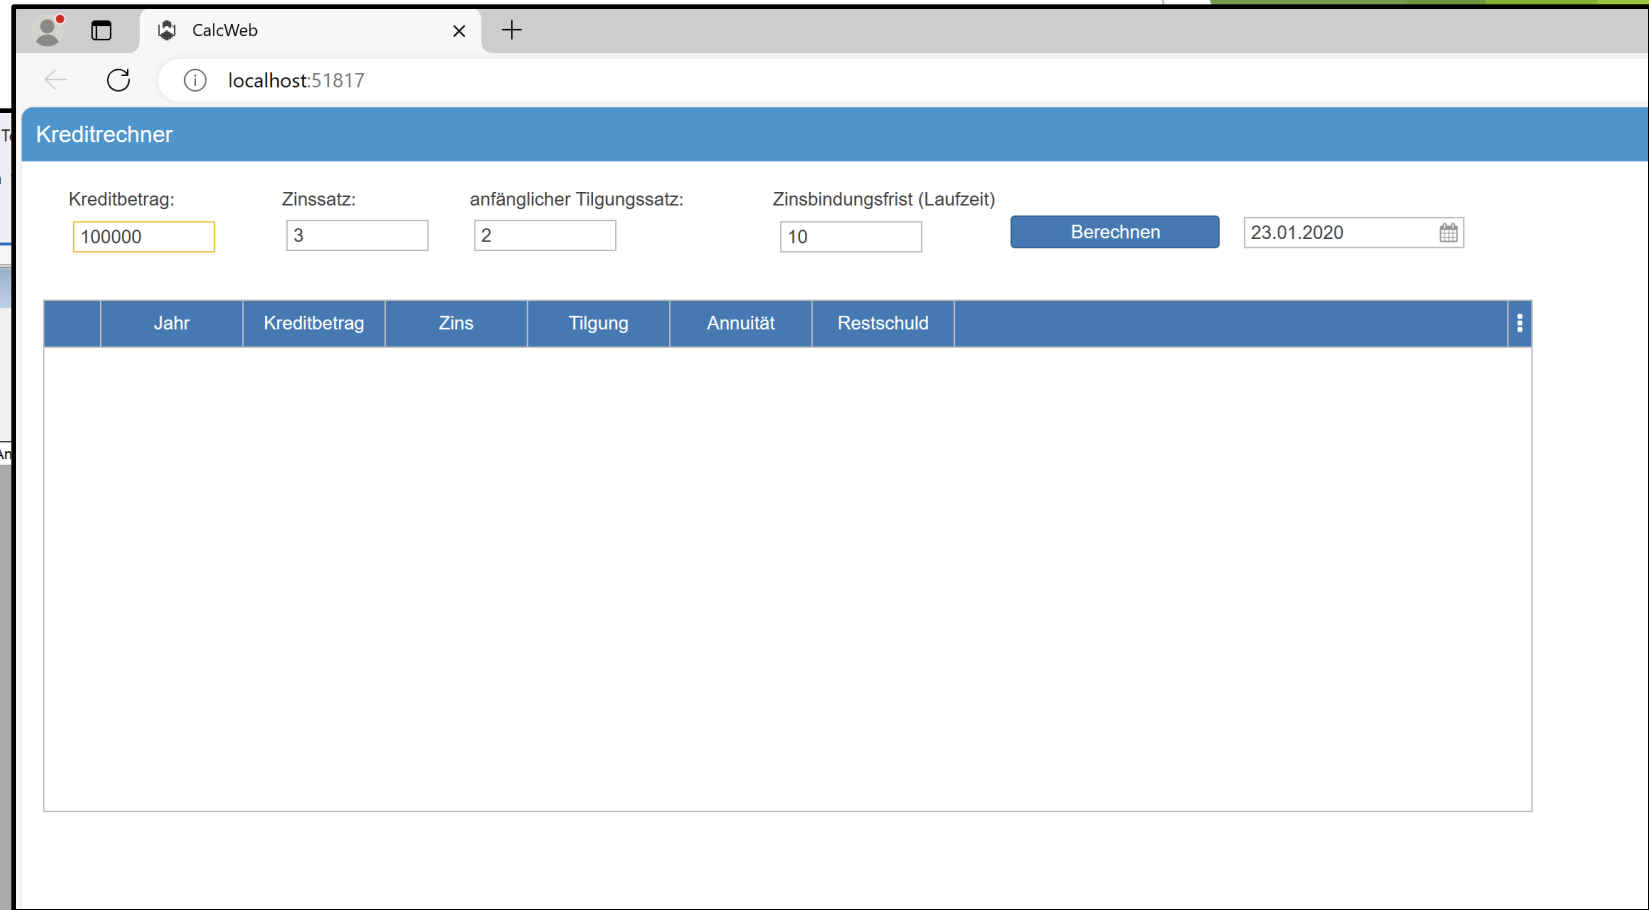 CalcWeb
localhost:51817
Kreditrechner
Kreditbetrag: Zinssatz: anfänglicher Tilgungssatz: Zinsbindungsfrist (Laufzeit)
100000 3 2 10 Berechnen 23.01.2020
Jahr Kreditbetrag Zins Tilgung Annuität Restschuld